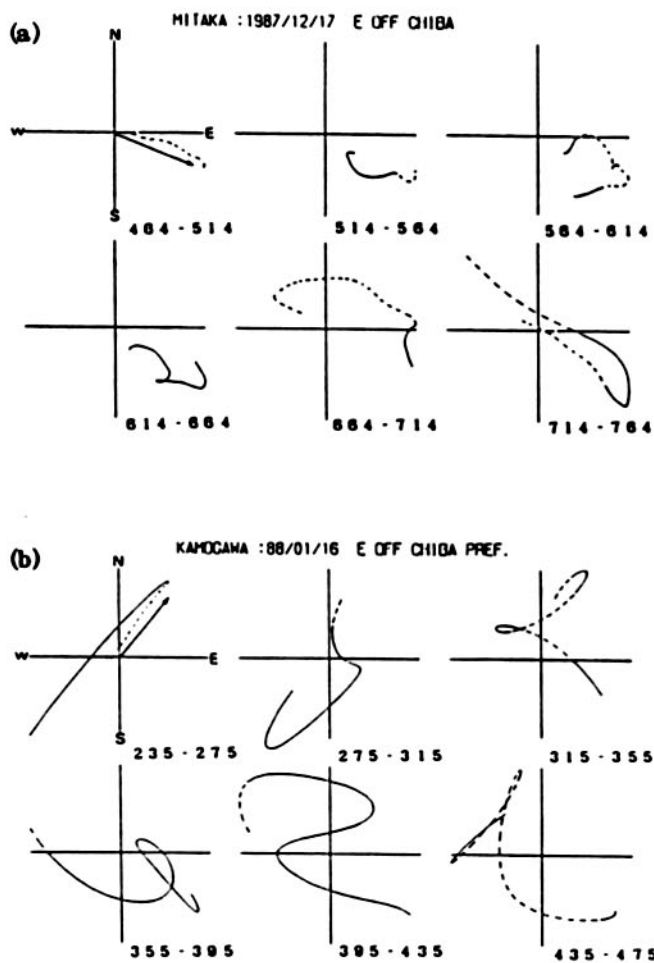 (a)
MITAKA : 1987/12/17 E OFF CHIBA
N
W E
S
464-514 514-564 564-614
614-664 664-714 714-764
(b)
KAMOGAWA : 88/01/16 E OFF CHIBA PREF.
N
W E
S
235-275 275-315 315-355
355-395 395-435 435-475